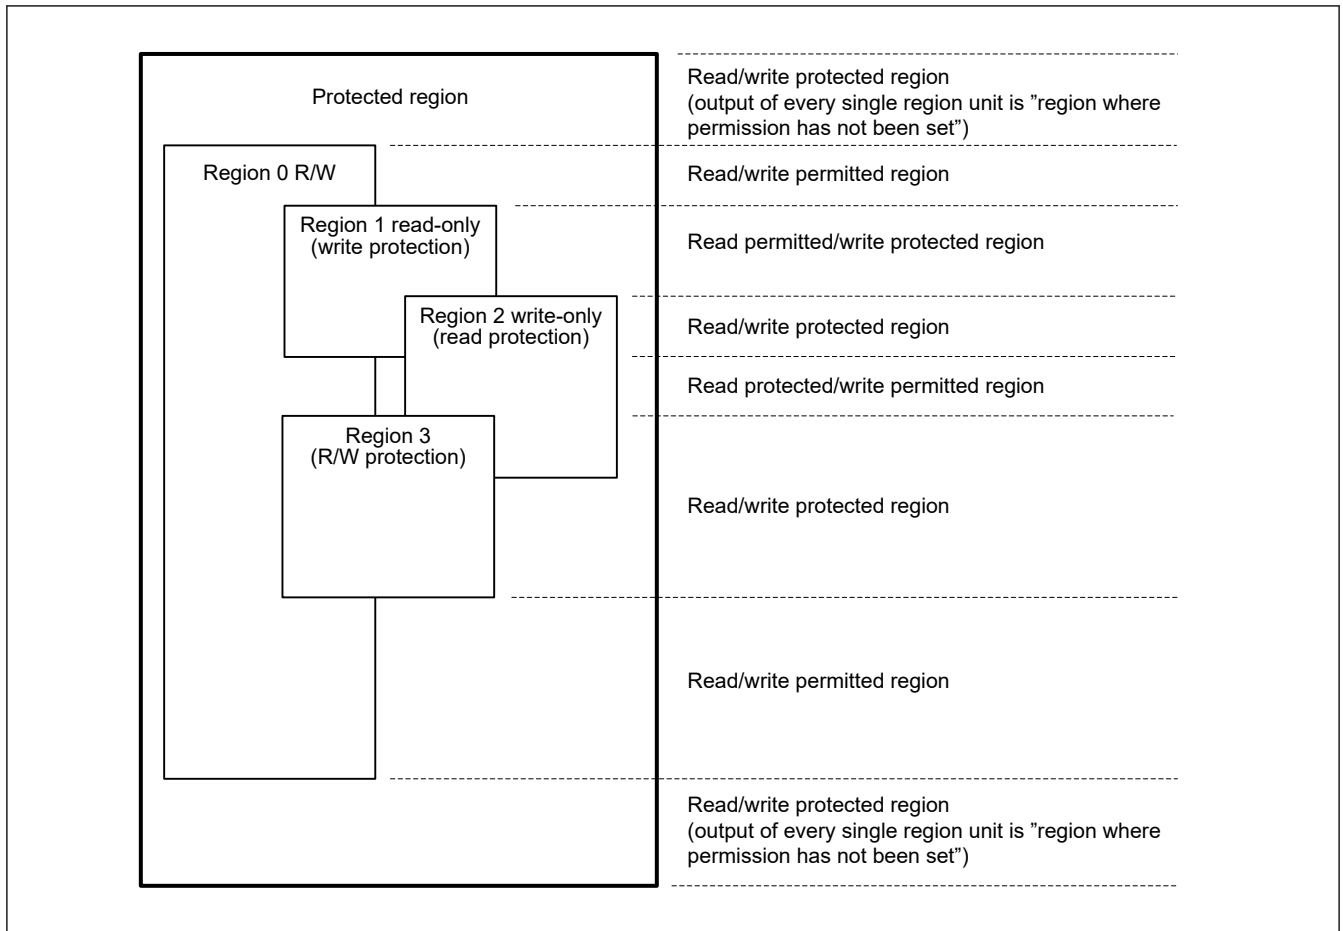 Protected region
Read/write protected region
(output of every single region unit is ”region where
permission has not been set”)
Region 0 R/W
Read/write permitted region
Region 1 read-only
(write protection)
Read permitted/write protected region
Region 2 write-only
(read protection)
Read/write protected region
Read protected/write permitted region
Region 3
(R/W protection)
Read/write protected region
Read/write permitted region
Read/write protected region
(output of every single region unit is ”region where
permission has not been set”)